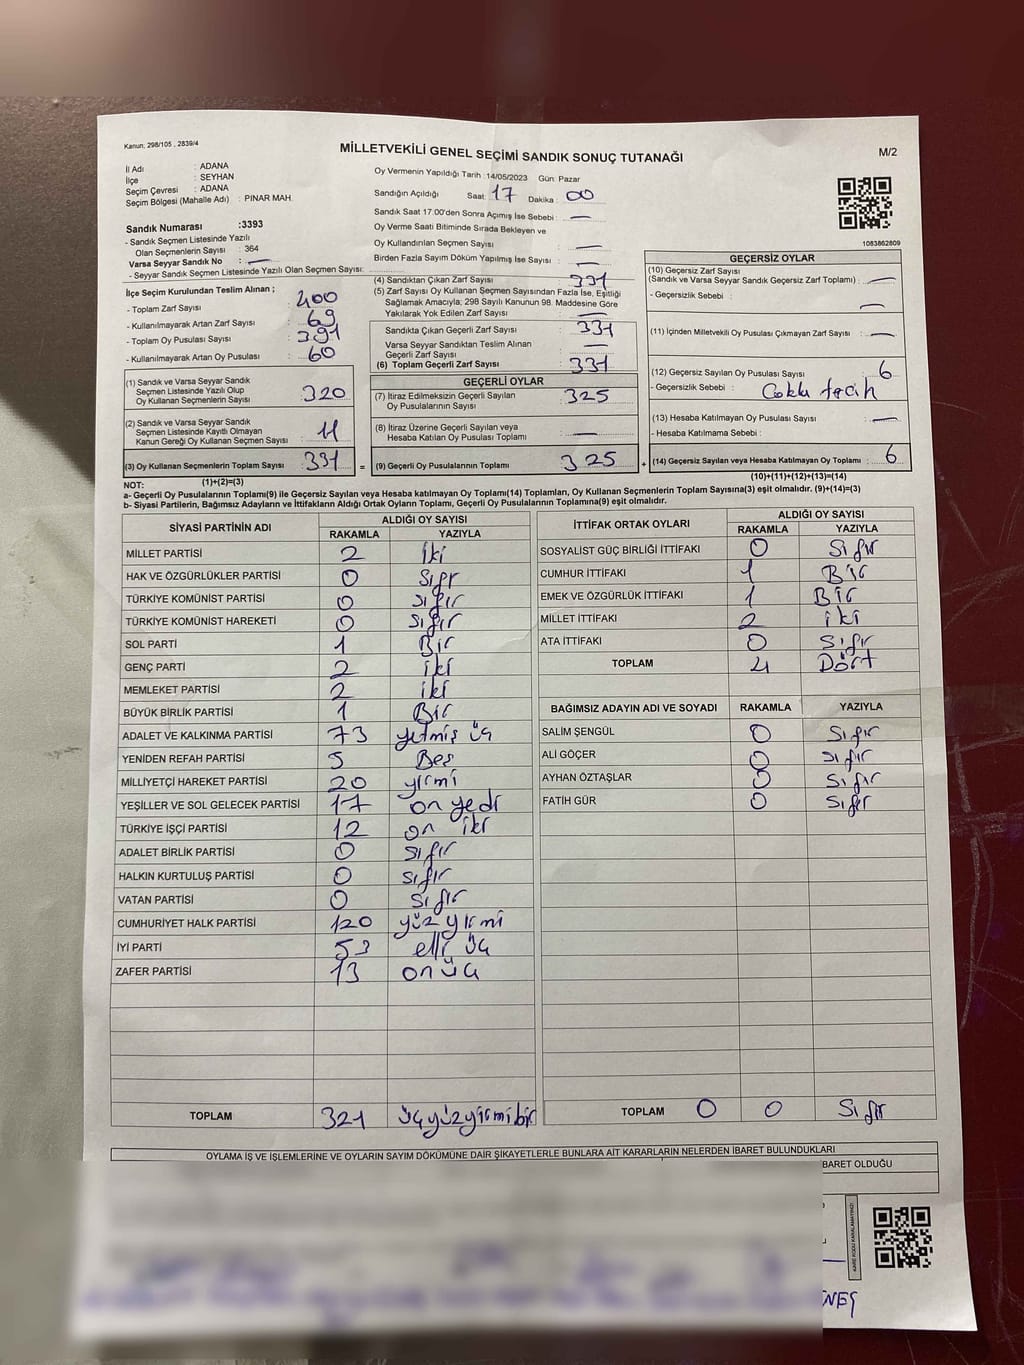 Kanun: 298/105 , 2839/4
MİLLETVEKİLİ GENEL SEÇİMİ SANDIK SONUÇ TUTANAĞI
M/2
İl Adı : ADANA
İlçe : SEYHAN
Seçim Çevresi : ADANA
Seçim Bölgesi (Mahalle Adı) : PINAR MAH.
Oy Vermenin Yapıldığı Tarih :14/05/2023 Gün: Pazar
Sandığın Açıldığı Saat: 17 Dakika : 00
Sandık Saat 17.00'den Sonra Açımış İse Sebebi : —
Oy Verme Saati Bitiminde Sırada Bekleyen ve
Oy Kullandırılan Seçmen Sayısı : —
Birden Fazla Sayım Döküm Yapılmış İse Sayısı : —
1083862809
Sandık Numarası :3393
- Sandık Seçmen Listesinde Yazılı
Olan Seçmenlerin Sayısı : 364
Varsa Seyyar Sandık No : —
- Seyyar Sandık Seçmen Listesinde Yazılı Olan Seçmen Sayısı:
İlçe Seçim Kurulundan Teslim Alınan ;
- Toplam Zarf Sayısı : 400
- Kullanılmayarak Artan Zarf Sayısı : 69
- Toplam Oy Pusulası Sayısı : 391
- Kullanılmayarak Artan Oy Pusulası : 60
(4) Sandıktan Çıkan Zarf Sayısı : 331
(5) Zarf Sayısı Oy Kullanan Seçmen Sayısından Fazla İse, Eşitliği
Sağlamak Amacıyla; 298 Sayılı Kanunun 98. Maddesine Göre
Yakılarak Yok Edilen Zarf Sayısı : —
Sandıkta Çıkan Geçerli Zarf Sayısı : 331
Varsa Seyyar Sandıktan Teslim Alınan
Geçerli Zarf Sayısı : —
(6) Toplam Geçerli Zarf Sayısı : 331
GEÇERSİZ OYLAR
(10) Geçersiz Zarf Sayısı
(Sandık ve Varsa Seyyar Sandık Geçersiz Zarf Toplamı) : —
- Geçersizlik Sebebi : —
(11) İçinden Milletvekili Oy Pusulası Çıkmayan Zarf Sayısı : —
(12) Geçersiz Sayılan Oy Pusulası Sayısı : 6
- Geçersizlik Sebebi : Çoklu tercih
(13) Hesaba Katılmayan Oy Pusulası Sayısı : —
- Hesaba Katılmama Sebebi :
(14) Geçersiz Sayılan veya Hesaba Katılmayan Oy Toplamı : 6
(10)+(11)+(12)+(13)=(14)
(1) Sandık ve Varsa Seyyar Sandık
Seçmen Listesinde Yazılı Olup
Oy Kullanan Seçmenlerin Sayısı : 320
(2) Sandık ve Varsa Seyyar Sandık
Seçmen Listesinde Kayıtlı Olmayan
Kanun Gereği Oy Kullanan Seçmen Sayısı : 11
(3) Oy Kullanan Seçmenlerin Toplam Sayısı : 331
(1)+(2)=(3)
GEÇERLİ OYLAR
(7) İtiraz Edilmeksizin Geçerli Sayılan
Oy Pusulalarının Sayısı : 325
(8) İtiraz Üzerine Geçerli Sayılan veya
Hesaba Katılan Oy Pusulası Toplamı : —
= (9) Geçerli Oy Pusulalarının Toplamı : 325 +
NOT:
a- Geçerli Oy Pusulalarının Toplamı(9) ile Geçersiz Sayılan veya Hesaba katılmayan Oy Toplamı(14) Toplamları, Oy Kullanan Seçmenlerin Toplam Sayısına(3) eşit olmalıdır. (9)+(14)=(3)
b- Siyasi Partilerin, Bağımsız Adayların ve İttifakların Aldığı Ortak Oyların Toplamı, Geçerli Oy Pusulalarının Toplamına(9) eşit olmalıdır.
SİYASİ PARTİNİN ADI ALDIĞI OY SAYISI
RAKAMLA YAZIYLA
MİLLET PARTİSİ 2 İki
HAK VE ÖZGÜRLÜKLER PARTİSİ 0 Sıfır
TÜRKİYE KOMÜNİST PARTİSİ 0 sıfır
TÜRKİYE KOMÜNİST HAREKETİ 0 sıfır
SOL PARTİ 1 Bir
GENÇ PARTİ 2 iki
MEMLEKET PARTİSİ 2 iki
BÜYÜK BİRLİK PARTİSİ 1 Bir
ADALET VE KALKINMA PARTİSİ 73 yetmiş üç
YENİDEN REFAH PARTİSİ 5 Beş
MİLLİYETÇİ HAREKET PARTİSİ 20 yirmi
YEŞİLLER VE SOL GELECEK PARTİSİ 17 on yedi
TÜRKİYE İŞÇİ PARTİSİ 12 on iki
ADALET BİRLİK PARTİSİ 0 sıfır
HALKIN KURTULUŞ PARTİSİ 0 sıfır
VATAN PARTİSİ 0 sıfır
CUMHURİYET HALK PARTİSİ 120 yüz yirmi
İYİ PARTİ 53 elli üç
ZAFER PARTİSİ 13 on üç
TOPLAM 321 üçyüzyirmibir
İTTİFAK ORTAK OYLARI ALDIĞI OY SAYISI
RAKAMLA YAZIYLA
SOSYALİST GÜÇ BİRLİĞİ İTTİFAKI 0 Sıfır
CUMHUR İTTİFAKI 1 Bir
EMEK VE ÖZGÜRLÜK İTTİFAKI 1 Bir
MİLLET İTTİFAKI 2 iki
ATA İTTİFAKI 0 Sıfır
TOPLAM 4 Dört
BAĞIMSIZ ADAYIN ADI VE SOYADI RAKAMLA YAZIYLA
SALİM ŞENGÜL 0 Sıfır
ALİ GÖÇER 0 sıfır
AYHAN ÖZTAŞLAR 0 Sıfır
FATİH GÜR 0 Sıfır
TOPLAM 0 0 Sıfır
OYLAMA İŞ VE İŞLEMLERİNE VE OYLARIN SAYIM DÖKÜMÜNE DAİR ŞİKAYETLERLE BUNLARA AİT KARARLARIN NELERDEN İBARET BULUNDUKLARI
BARET OLDUĞU